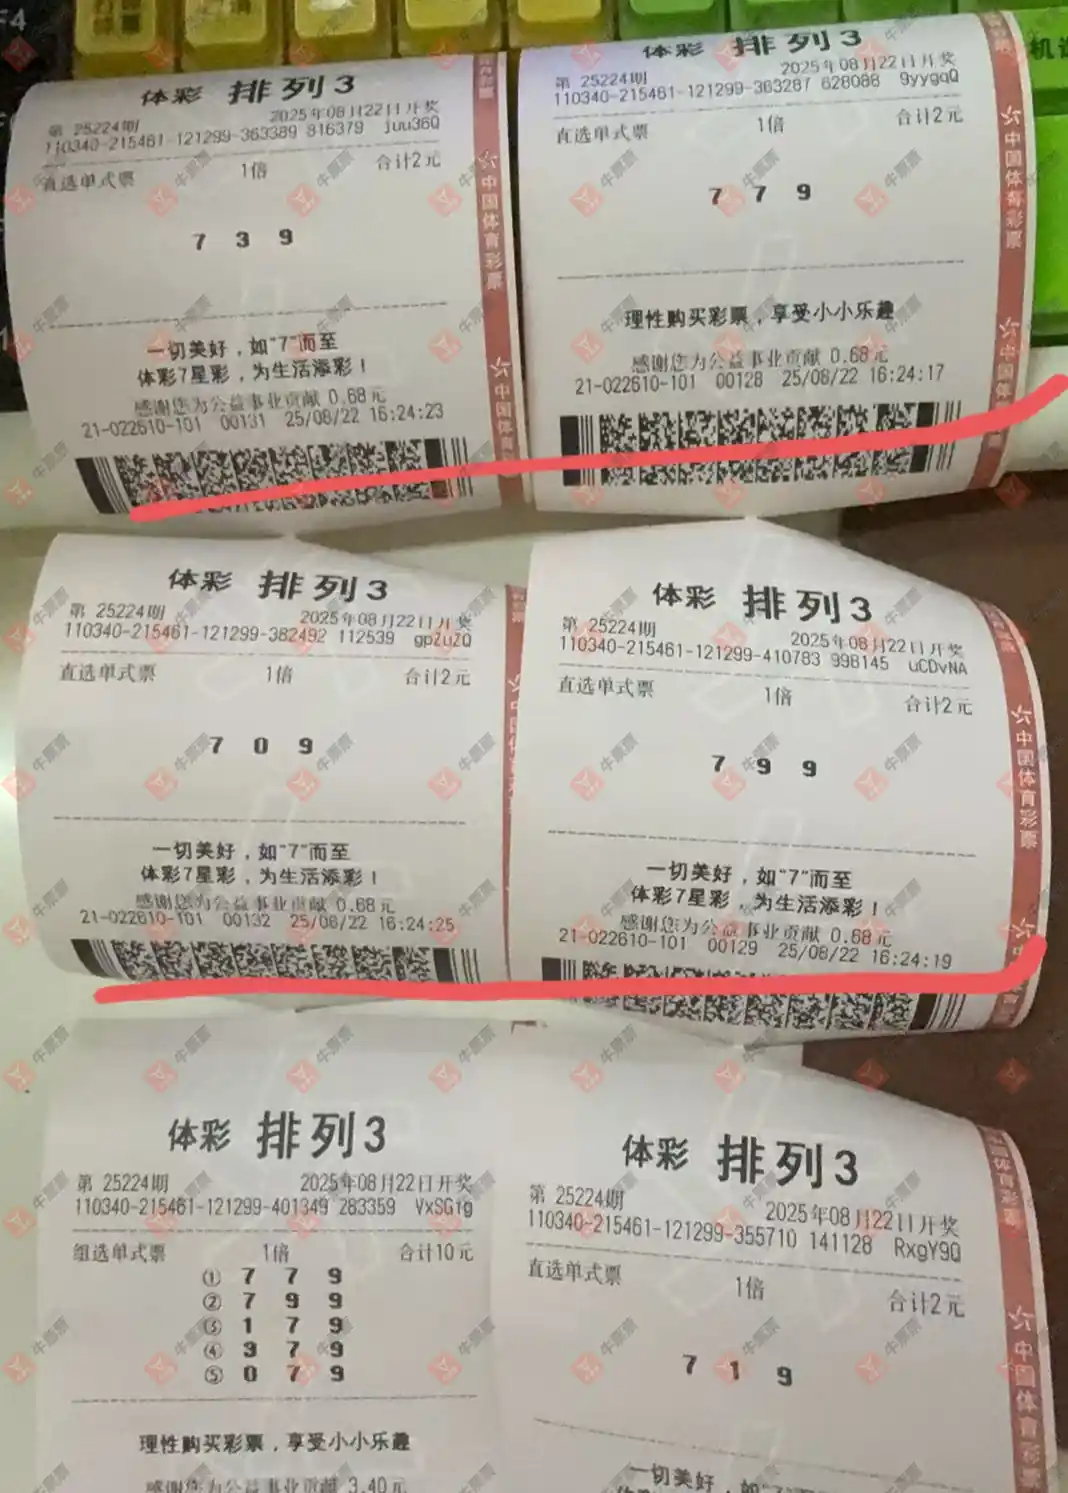 F4
机选
体彩 排列3
第 25224期 2025年08月22日开奖
110340-215461-121299-363389 816379 juu36Q
直选单式票 1倍 合计2元
7 3 9
一切美好，如"7"而至
体彩7星彩，为生活添彩！
感谢您为公益事业贡献 0.68元
21-022610-101 00131 25/08/22 16:24:23
中国体育彩票
体彩 排列3
第 25224期 2025年08月22日开奖
110340-215461-121299-363287 628088 9yygqQ
直选单式票 1倍 合计2元
7 7 9
理性购买彩票，享受小小乐趣
感谢您为公益事业贡献 0.68元
21-022610-101 00128 25/08/22 16:24:17
中国体育彩票
体彩 排列3
第 25224期 2025年08月22日开奖
110340-215461-121299-382492 112539 gpZuZQ
直选单式票 1倍 合计2元
7 0 9
一切美好，如"7"而至
体彩7星彩，为生活添彩！
感谢您为公益事业贡献 0.68元
21-022610-101 00132 25/08/22 16:24:25
体彩 排列3
第 25224期 2025年08月22日开奖
110340-215461-121299-410783 998145 uCDvNA
直选单式票 1倍 合计2元
7 9 9
一切美好，如"7"而至
体彩7星彩，为生活添彩！
感谢您为公益事业贡献 0.68元
21-022610-101 00129 25/08/22 16:24:19
中国体育彩票
体彩 排列3
第 25224期 2025年08月22日开奖
110340-215461-121299-401349 283359 VxSG1g
组选单式票 1倍 合计10元
① 7 7 9
② 7 9 9
③ 1 7 9
④ 3 7 9
⑤ 0 7 9
理性购买彩票，享受小小乐趣
感谢您为公益事业贡献 3.40元
体彩 排列3
第 25224期 2025年08月22日开奖
110340-215461-121299-355710 141128 RxgY9Q
直选单式票 1倍 合计2元
7 1 9
一切美好，如"7"
中国体育彩票
牛票票